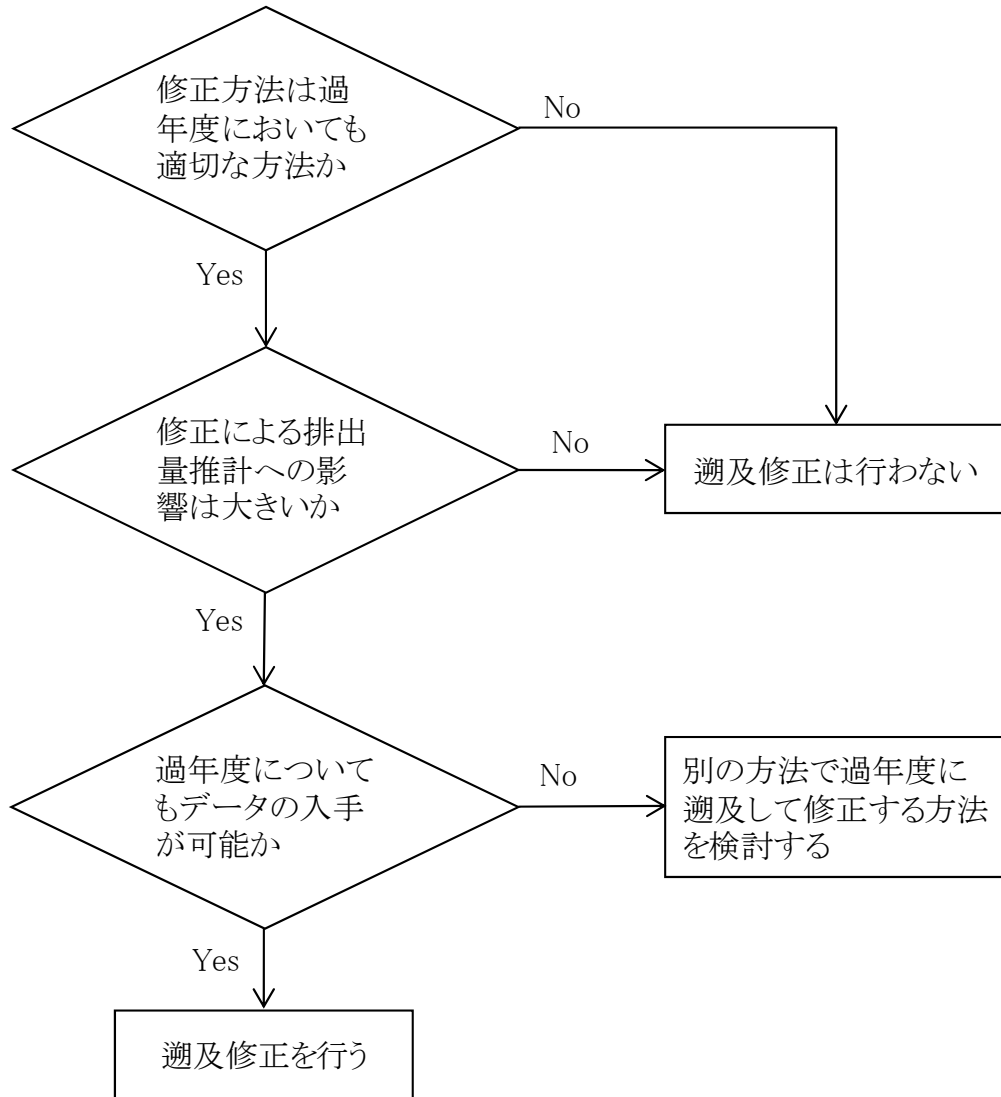 修正方法は過
年度においても
適切な方法か
No
Yes
修正による排出
量推計への影
響は大きいか
No
遡及修正は行わない
Yes
過年度について
もデータの入手
が可能か
No
別の方法で過年度に
遡及して修正する方法
を検討する
Yes
遡及修正を行う